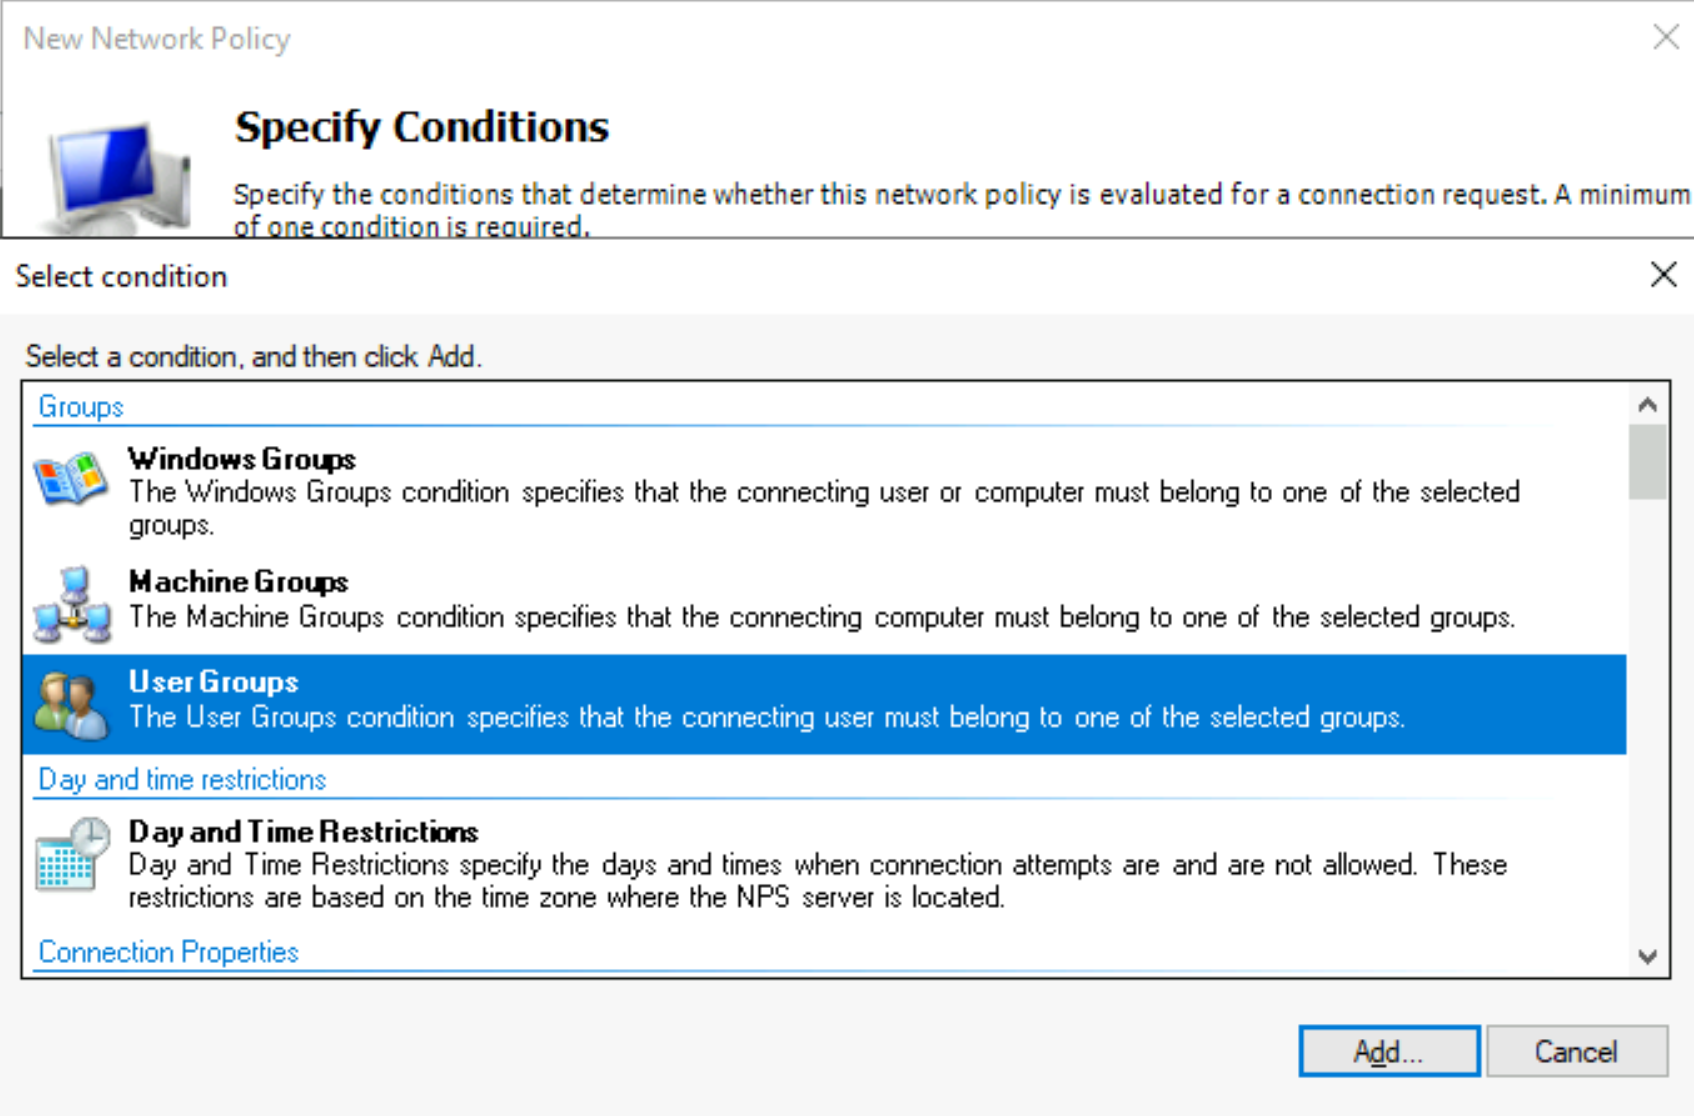 New Network Policy
Specify Conditions
Specify the conditions that determine whether this network policy is evaluated for a connection request. A minimum
of one condition is required.
Select condition
Select a condition, and then click Add.
Groups
Windows Groups
The Windows Groups condition specifies that the connecting user or computer must belong to one of the selected
groups.
Machine Groups
The Machine Groups condition specifies that the connecting computer must belong to one of the selected groups.
User Groups
The User Groups condition specifies that the connecting user must belong to one of the selected groups.
Day and time restrictions
Day and Time Restrictions
Day and Time Restrictions specify the days and times when connection attempts are and are not allowed. These
restrictions are based on the time zone where the NPS server is located.
Connection Properties
Add...
Cancel